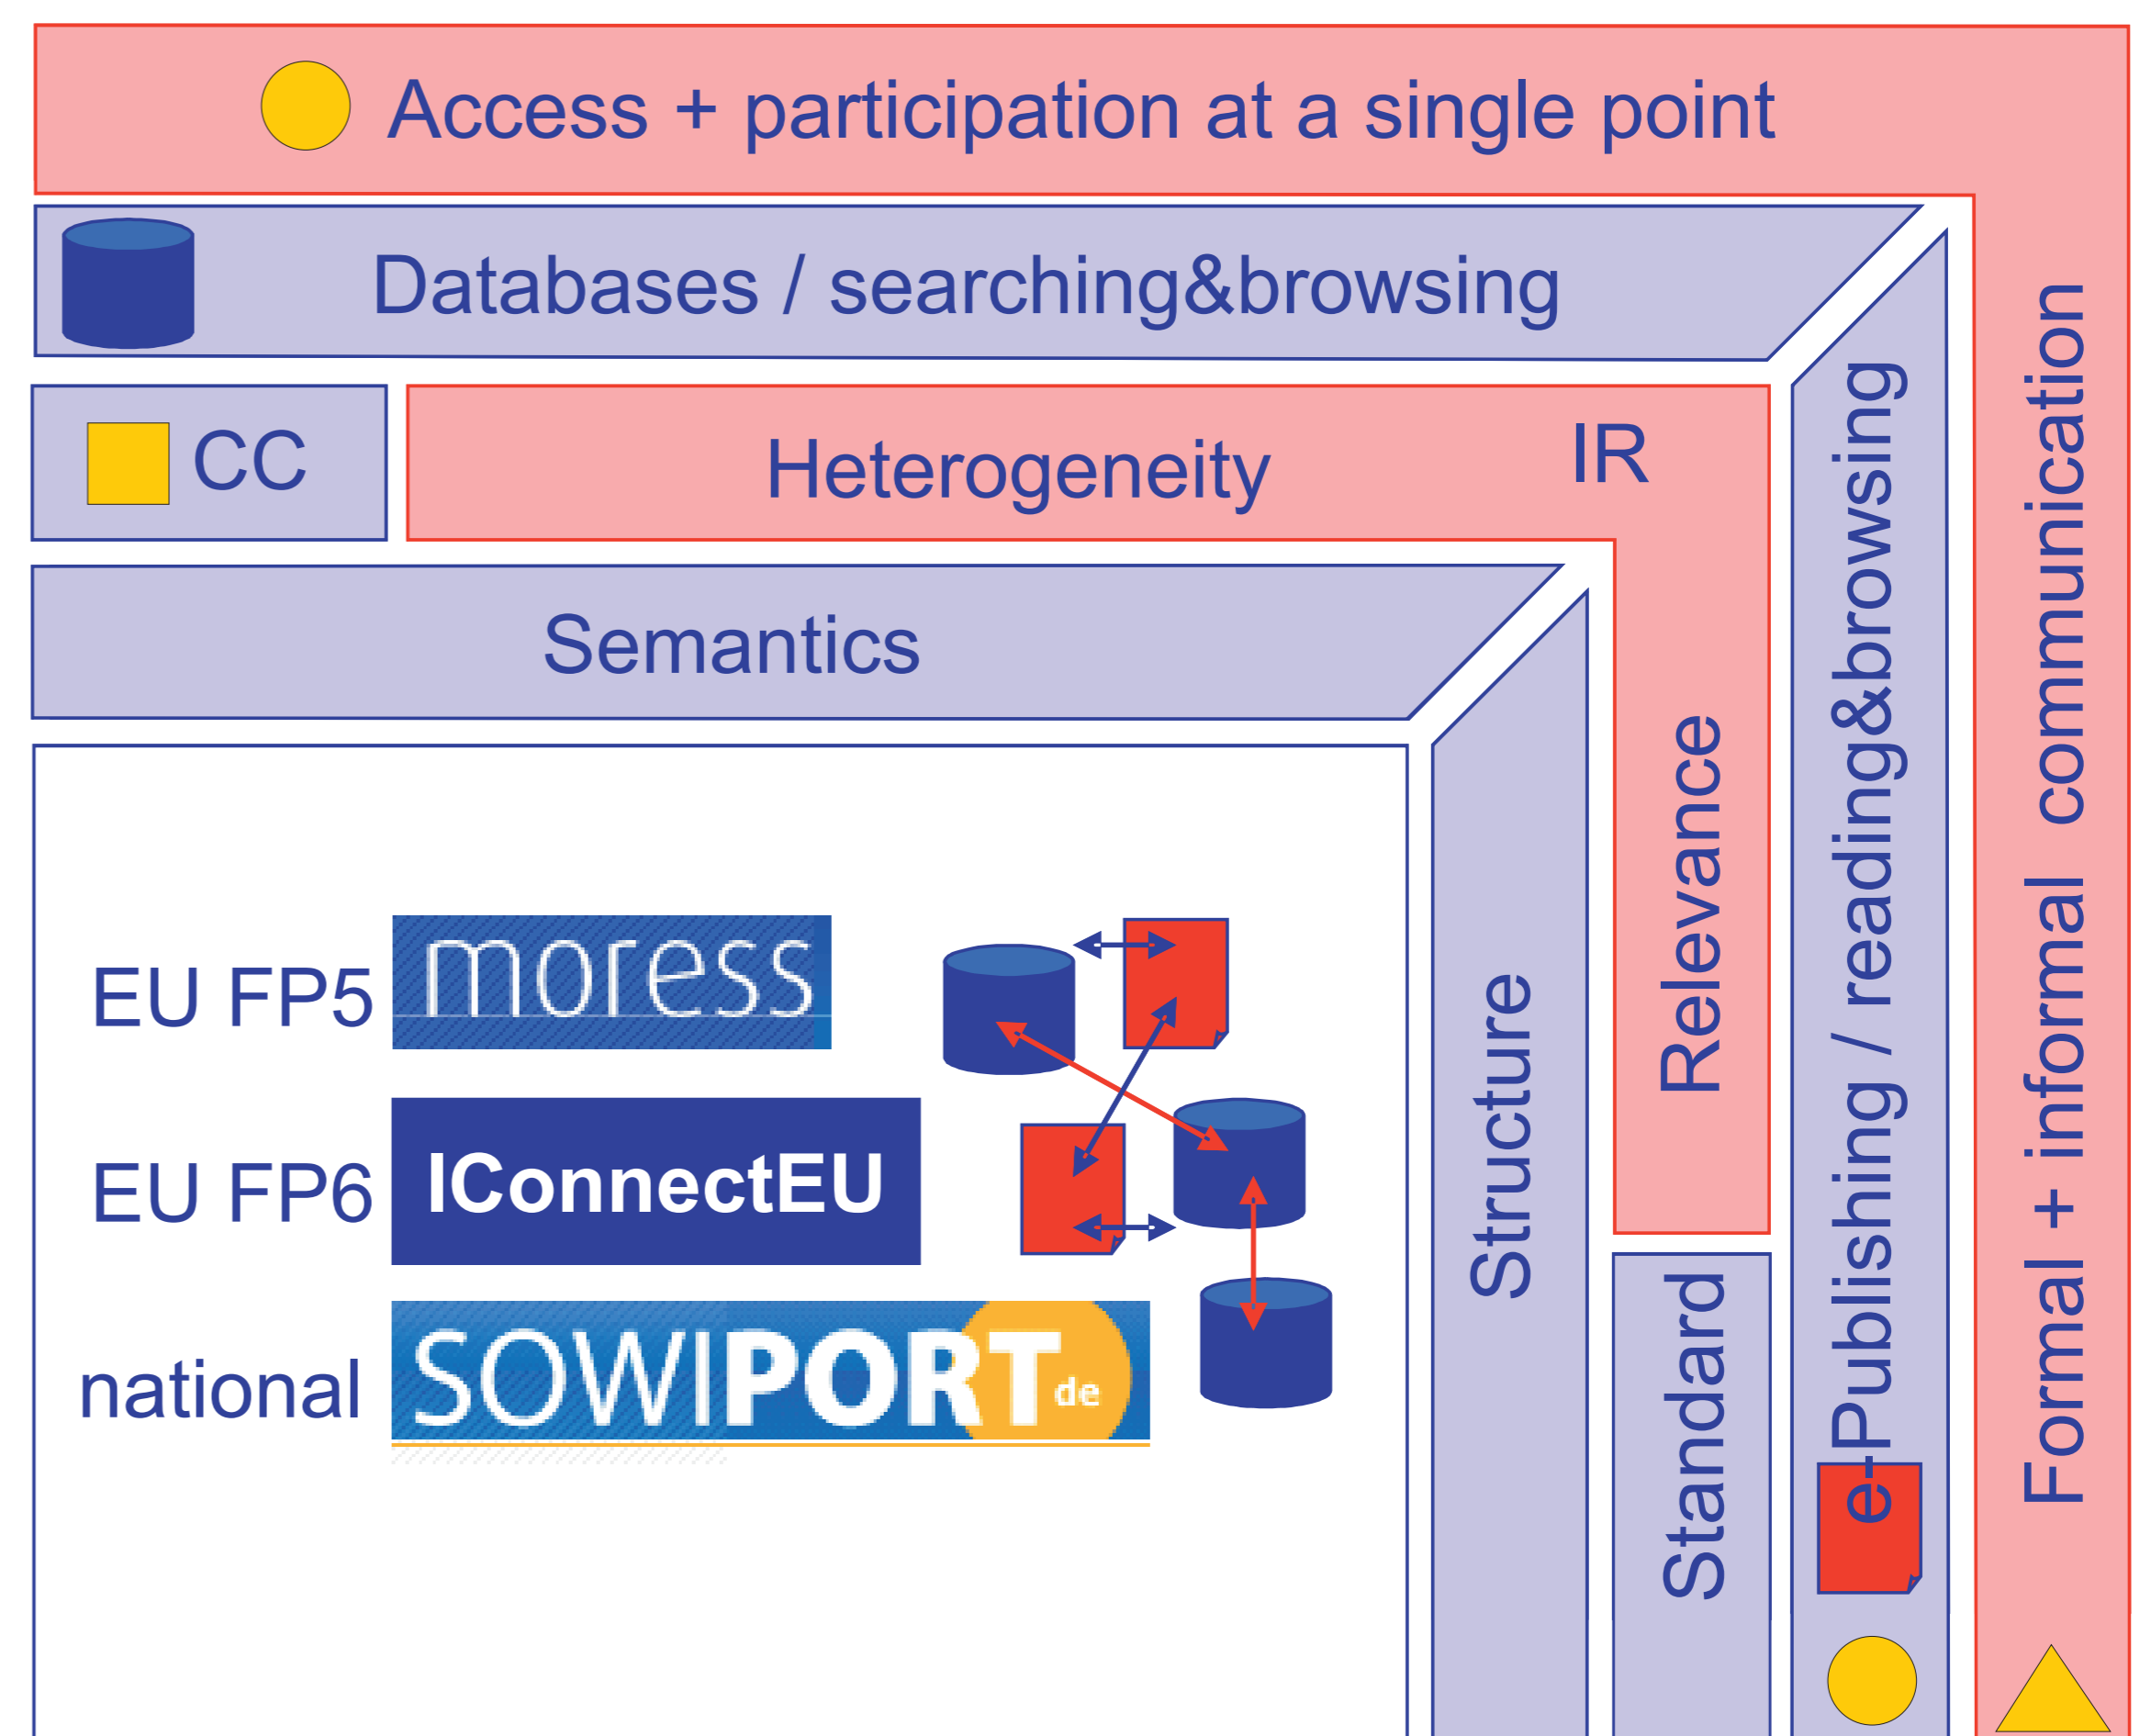 Access + participation at a single point
Databases / searching&browsing
CC
Heterogeneity
IR
Semantics
EU FP5
moress
EU FP6
IConnectEU
national
SOWIPORT.de
Structure
Relevance
Standard
e-Publishing / reading&browsing
Formal + informal communication